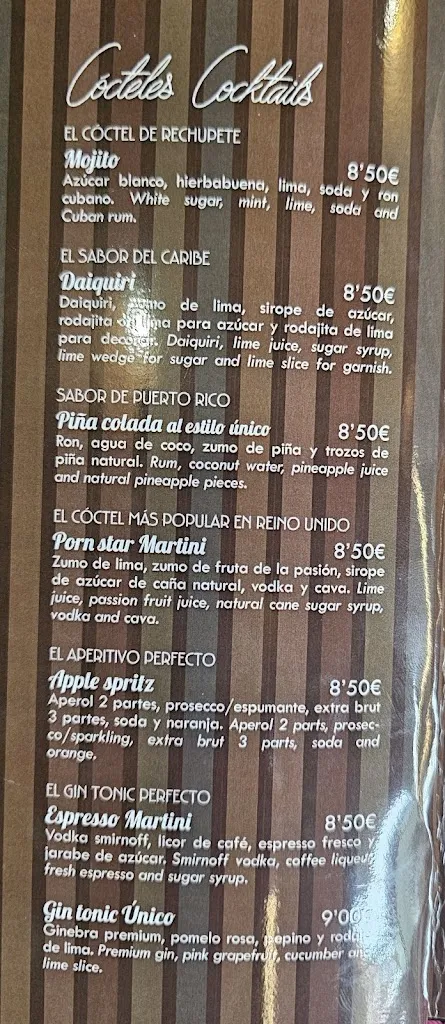 Cócteles Cocktails
EL CÓCTEL DE RECHUPETE
Mojito 8'50€
Azúcar blanco, hierbabuena, lima, soda y ron
cubano. White sugar, mint, lime, soda and
Cuban rum.
EL SABOR DEL CARIBE
Daiquiri 8'50€
Daiquiri, zumo de lima, sirope de azúcar,
rodajita de lima para azúcar y rodajita de lima
para decorar. Daiquiri, lime juice, sugar syrup,
lime wedge for sugar and lime slice for garnish.
SABOR DE PUERTO RICO
Piña colada al estilo único 8'50€
Ron, agua de coco, zumo de piña y trozos de
piña natural. Rum, coconut water, pineapple juice
and natural pineapple pieces.
EL CÓCTEL MÁS POPULAR EN REINO UNIDO
Porn star Martini 8'50€
Zumo de lima, zumo de fruta de la pasión, sirope
de azúcar de caña natural, vodka y cava. Lime
juice, passion fruit juice, natural cane sugar syrup,
vodka and cava.
EL APERITIVO PERFECTO
Apple spritz 8'50€
Aperol 2 partes, prosecco/espumante, extra brut
3 partes, soda y naranja. Aperol 2 parts, prosec-
co/sparkling, extra brut 3 parts, soda and
orange.
EL GIN TONIC PERFECTO
Espresso Martini 8'50€
Vodka smirnoff, licor de café, espresso fresco y
jarabe de azúcar. Smirnoff vodka, coffee liqueur,
fresh espresso and sugar syrup.
Gin tonic Único 9'00€
Ginebra premium, pomelo rosa, pepino y
de lima. Premium gin, pink grapefruit, cucumber and
lime slice.